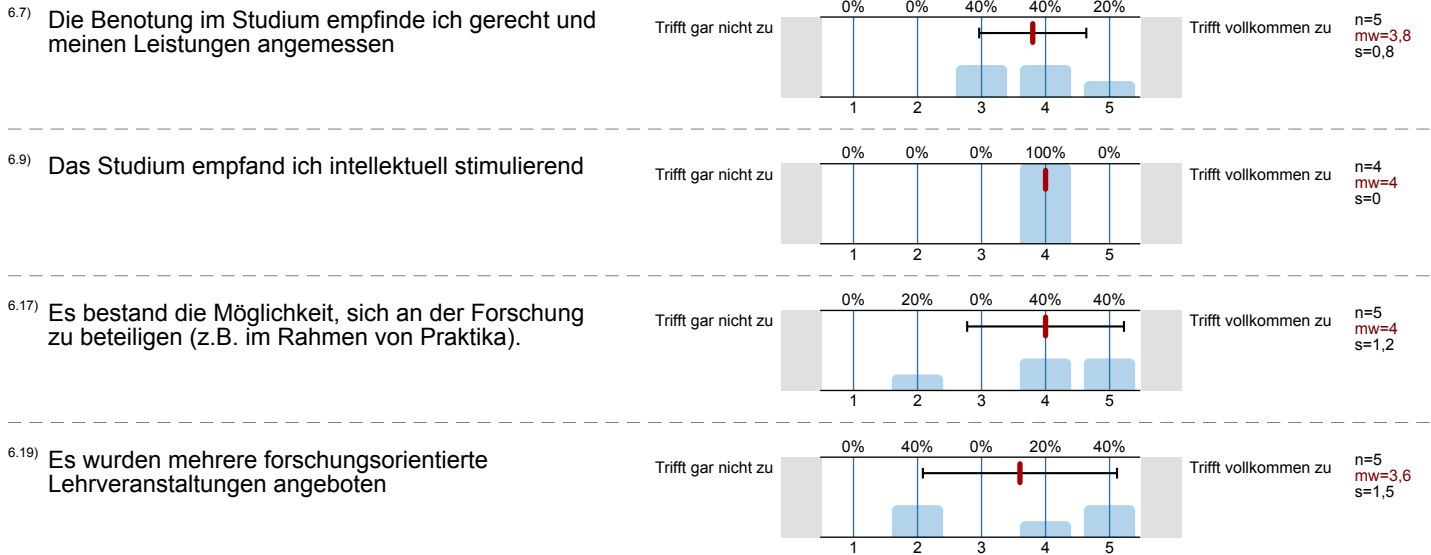 6.7) Die Benotung im Studium empfinde ich gerecht und
meinen Leistungen angemessen
Trifft gar nicht zu
0% 0% 40% 40% 20%
1 2 3 4 5
Trifft vollkommen zu
n=5
mw=3,8
s=0,8
6.9) Das Studium empfand ich intellektuell stimulierend
Trifft gar nicht zu
0% 0% 0% 100% 0%
1 2 3 4 5
Trifft vollkommen zu
n=4
mw=4
s=0
6.17) Es bestand die Möglichkeit, sich an der Forschung
zu beteiligen (z.B. im Rahmen von Praktika).
Trifft gar nicht zu
0% 20% 0% 40% 40%
1 2 3 4 5
Trifft vollkommen zu
n=5
mw=4
s=1,2
6.19) Es wurden mehrere forschungsorientierte
Lehrveranstaltungen angeboten
Trifft gar nicht zu
0% 40% 0% 20% 40%
1 2 3 4 5
Trifft vollkommen zu
n=5
mw=3,6
s=1,5